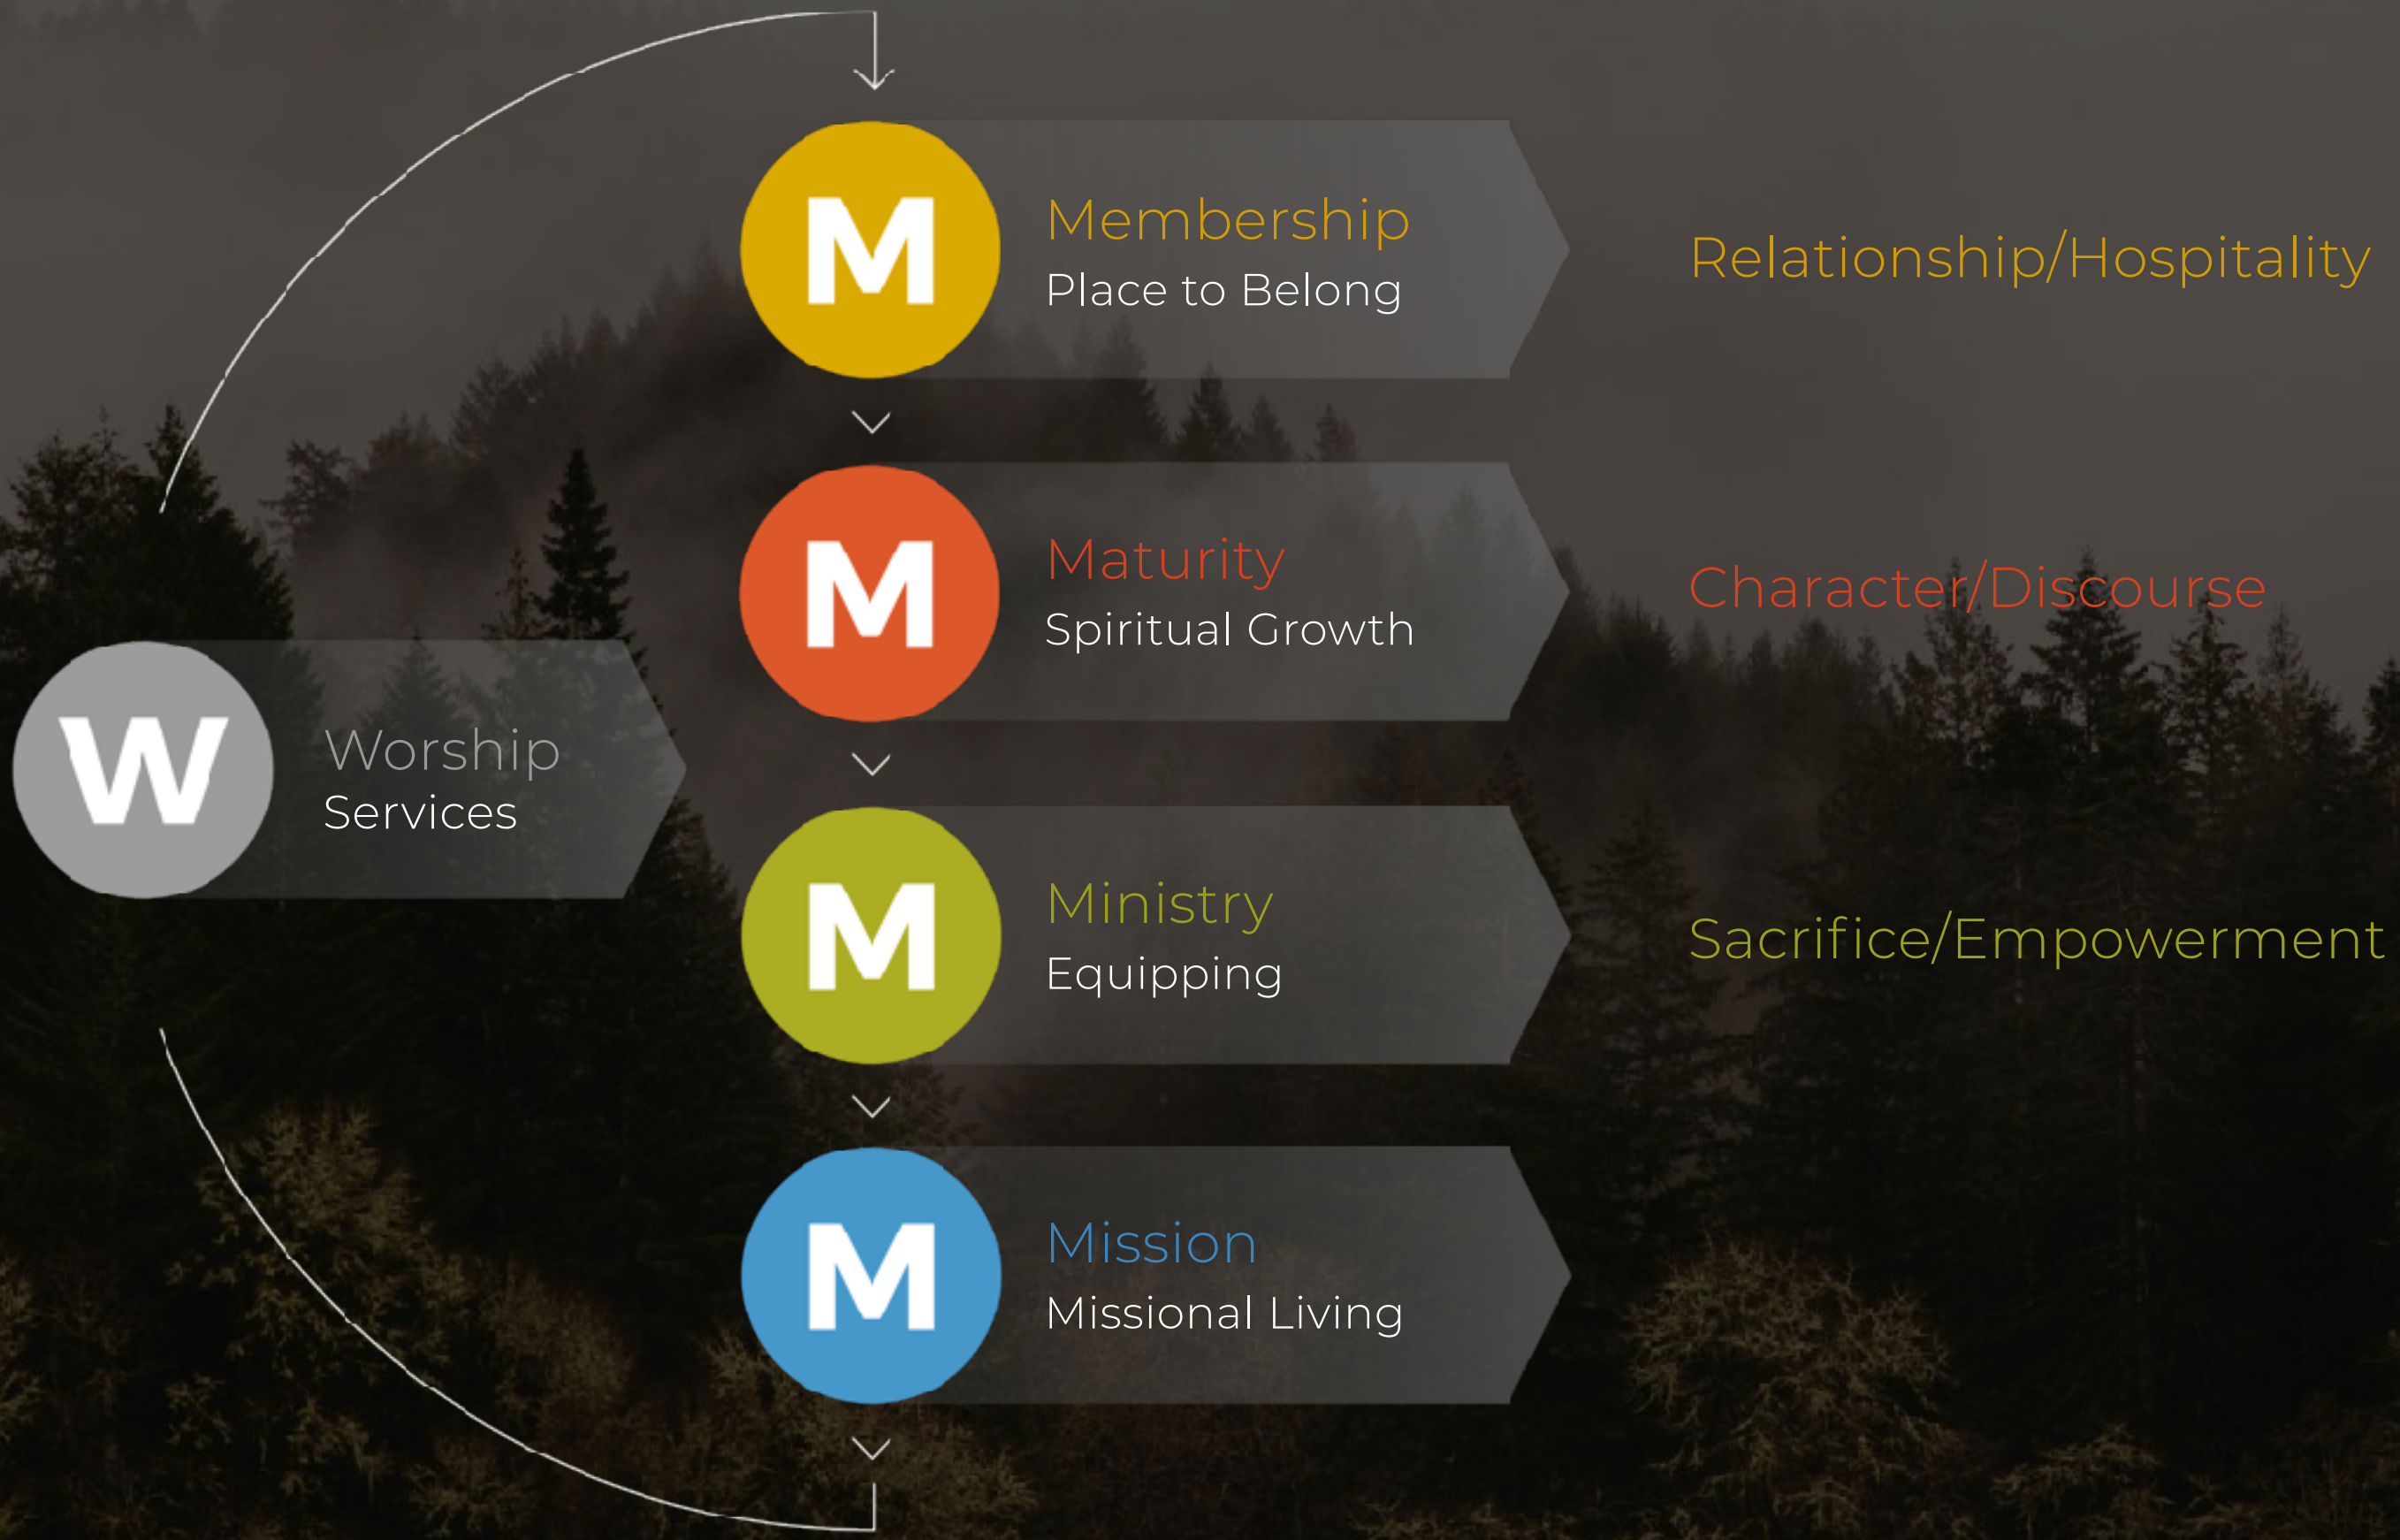 M
Membership
Place to Belong
Relationship/Hospitality
M
Maturity
Spiritual Growth
Character/Discourse
W
Worship
Services
M
Ministry
Equipping
Sacrifice/Empowerment
M
Mission
Missional Living